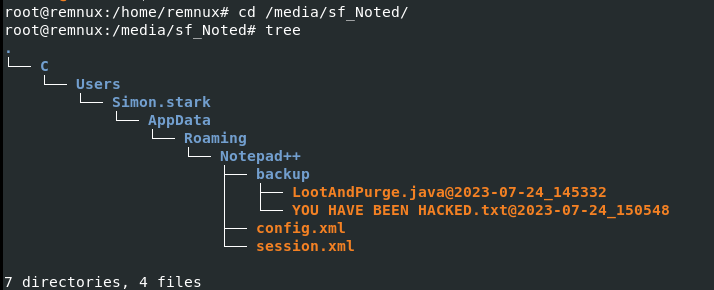 root@remnux:/home/remnux# cd /media/sf_Noted/
root@remnux:/media/sf_Noted# tree
.
└── C
    └── Users
        └── Simon.stark
            └── AppData
                └── Roaming
                    └── Notepad++
                        ├── backup
                        │   ├── LootAndPurge.java@2023-07-24_145332
                        │   └── YOU HAVE BEEN HACKED.txt@2023-07-24_150548
                        ├── config.xml
                        └── session.xml
7 directories, 4 files